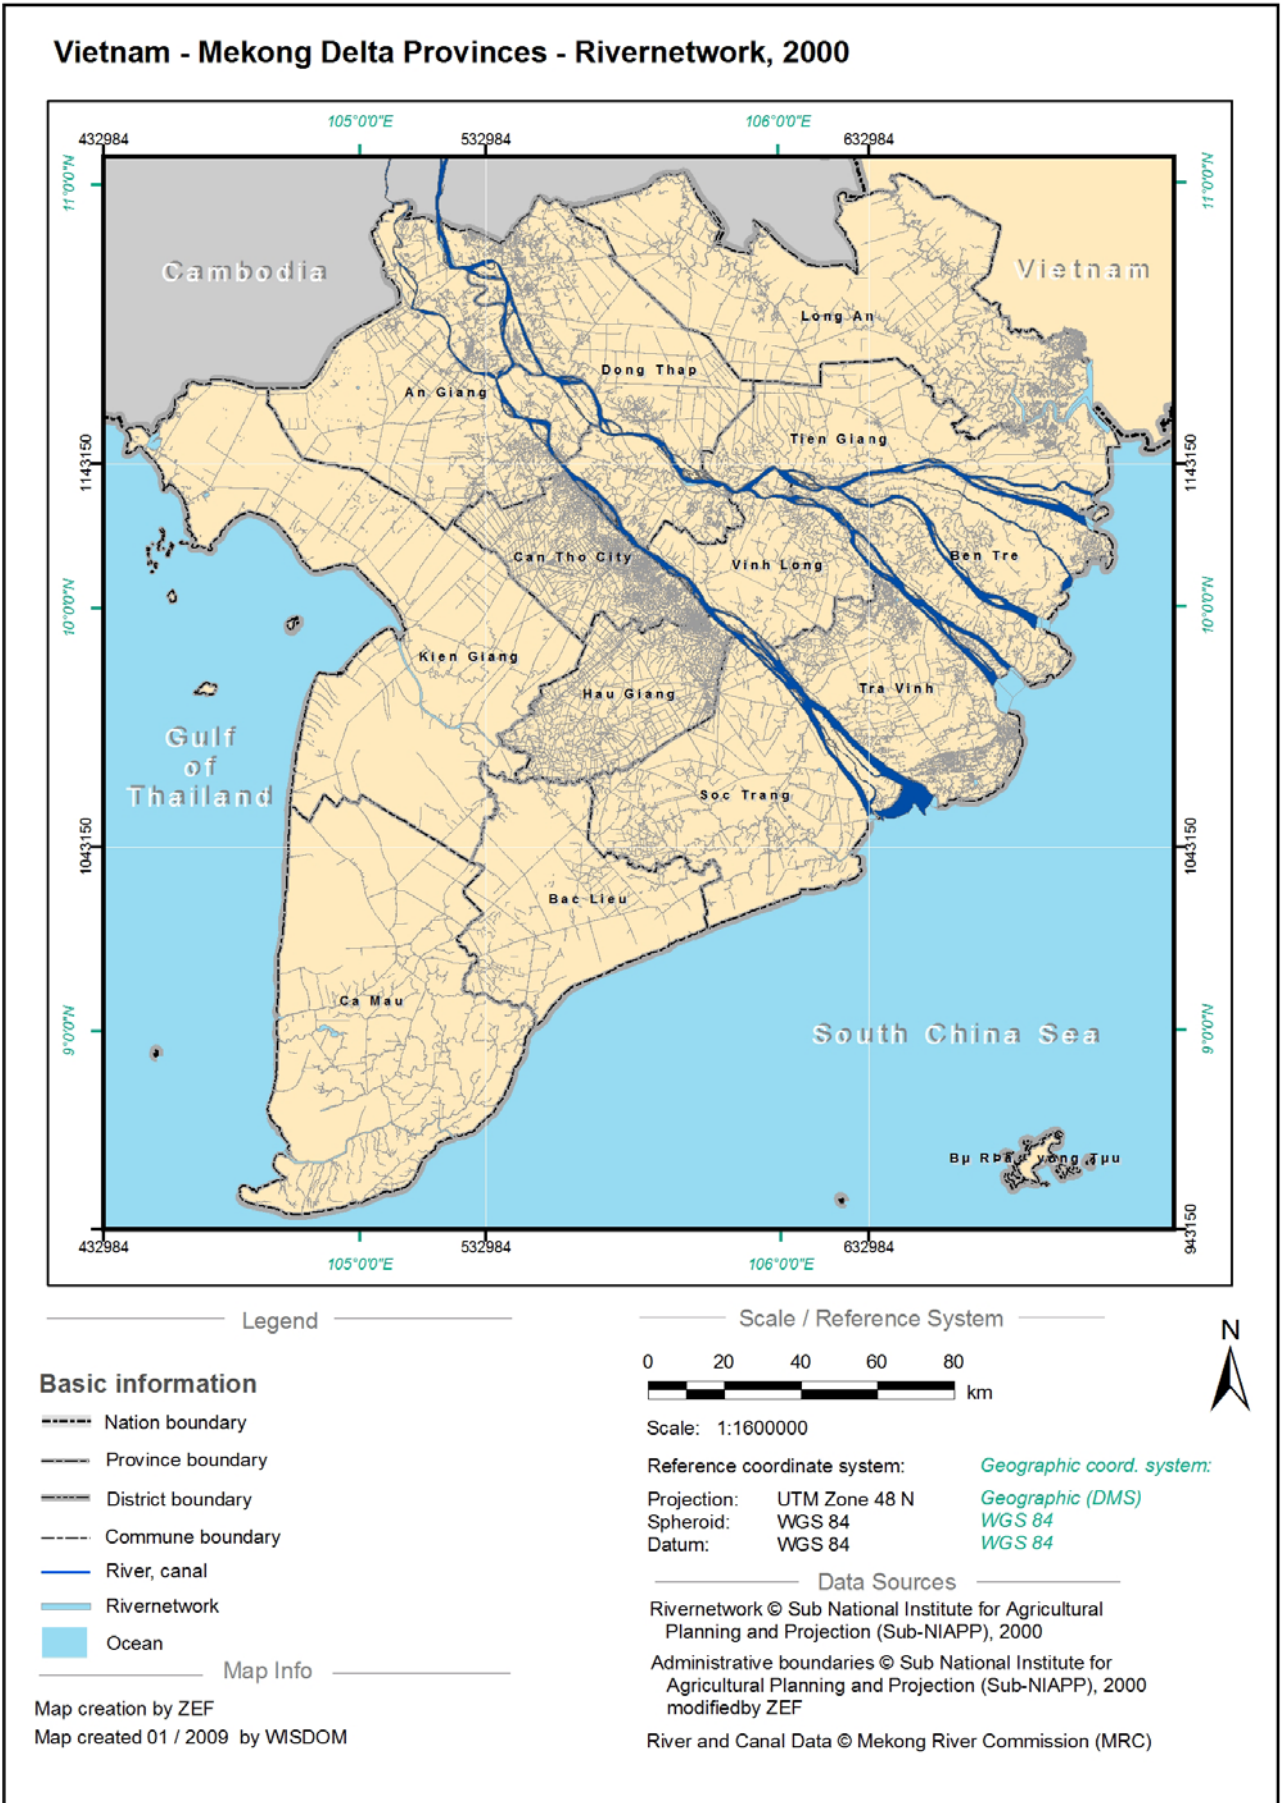 Vietnam - Mekong Delta Provinces - Rivernetwork, 2000
105°0'0"E
106°0'0"E
432984
532984
632984
11°0'0"N
11°0'0"N
Cambodia
Vietnam
Long An
Dong Thap
An Giang
Tien Giang
1143150
1143150
Can Tho City
Vinh Long
Ben Tre
10°0'0"N
10°0'0"N
Kien Giang
Hau Giang
Tra Vinh
Gulf
of
Thailand
Soc Trang
1043150
1043150
Bac Lieu
Ca Mau
9°0'0"N
9°0'0"N
South China Sea
943150
432984
532984
632984
105°0'0"E
106°0'0"E
Legend
Basic information
Nation boundary
Province boundary
District boundary
Commune boundary
River, canal
Rivernetwork
Ocean
Map Info
Map creation by ZEF
Map created 01 / 2009 by WISDOM
Scale / Reference System
N
0 20 40 60 80
km
Scale: 1:1600000
Reference coordinate system: Geographic coord. system:
Projection: UTM Zone 48 N Geographic (DMS)
Spheroid: WGS 84 WGS 84
Datum: WGS 84 WGS 84
Data Sources
Rivernetwork © Sub National Institute for Agricultural
Planning and Projection (Sub-NIAPP), 2000
Administrative boundaries © Sub National Institute for
Agricultural Planning and Projection (Sub-NIAPP), 2000
modifiedby ZEF
River and Canal Data © Mekong River Commission (MRC)